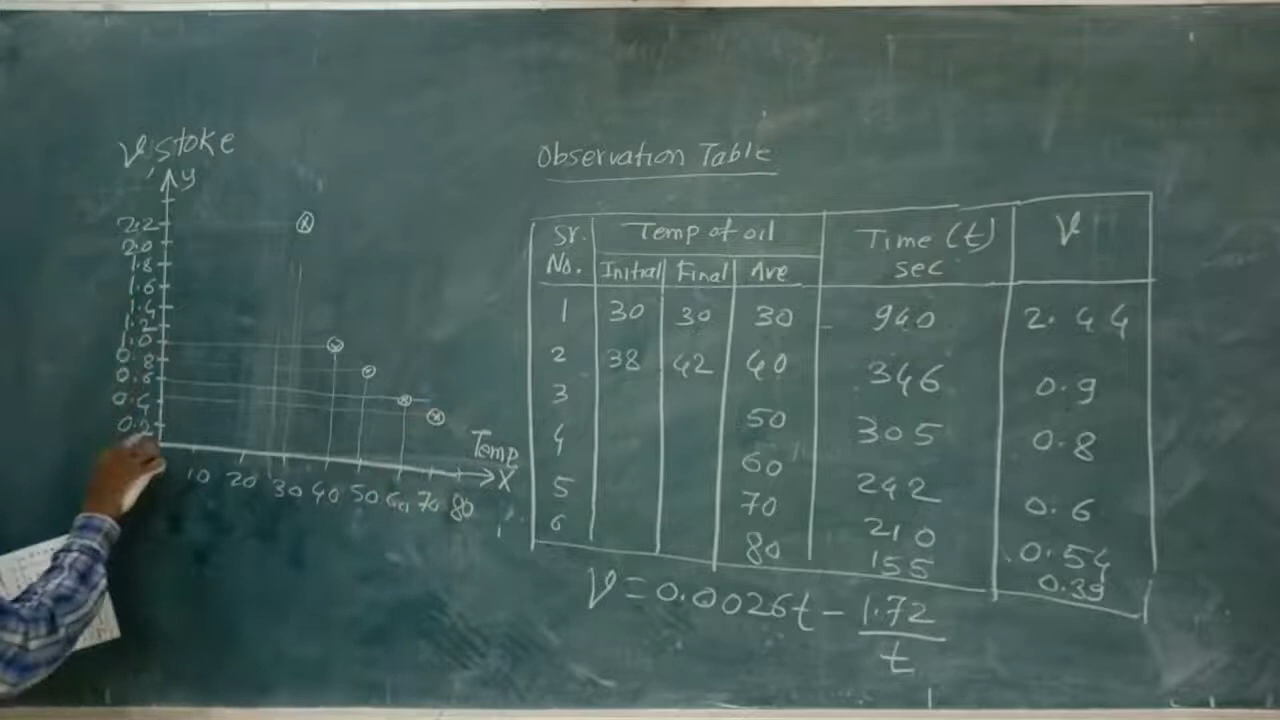 ν stoke
y
2.2
2.0
1.8
1.6
1.4
1.2
1.0
0.8
0.6
0.4
0.2
Temp
X
10 20 30 40 50 60 70 80
Observation Table
Sr. No. Temp of oil Time (t) sec ν
Initial Final Ave
1 30 30 30 940 2.44
2 38 42 40 346 0.9
3 50 305 0.8
4 60 242 0.6
5 70 210 0.54
6 80 155 0.39
ν = 0.0026t - 1.72/t